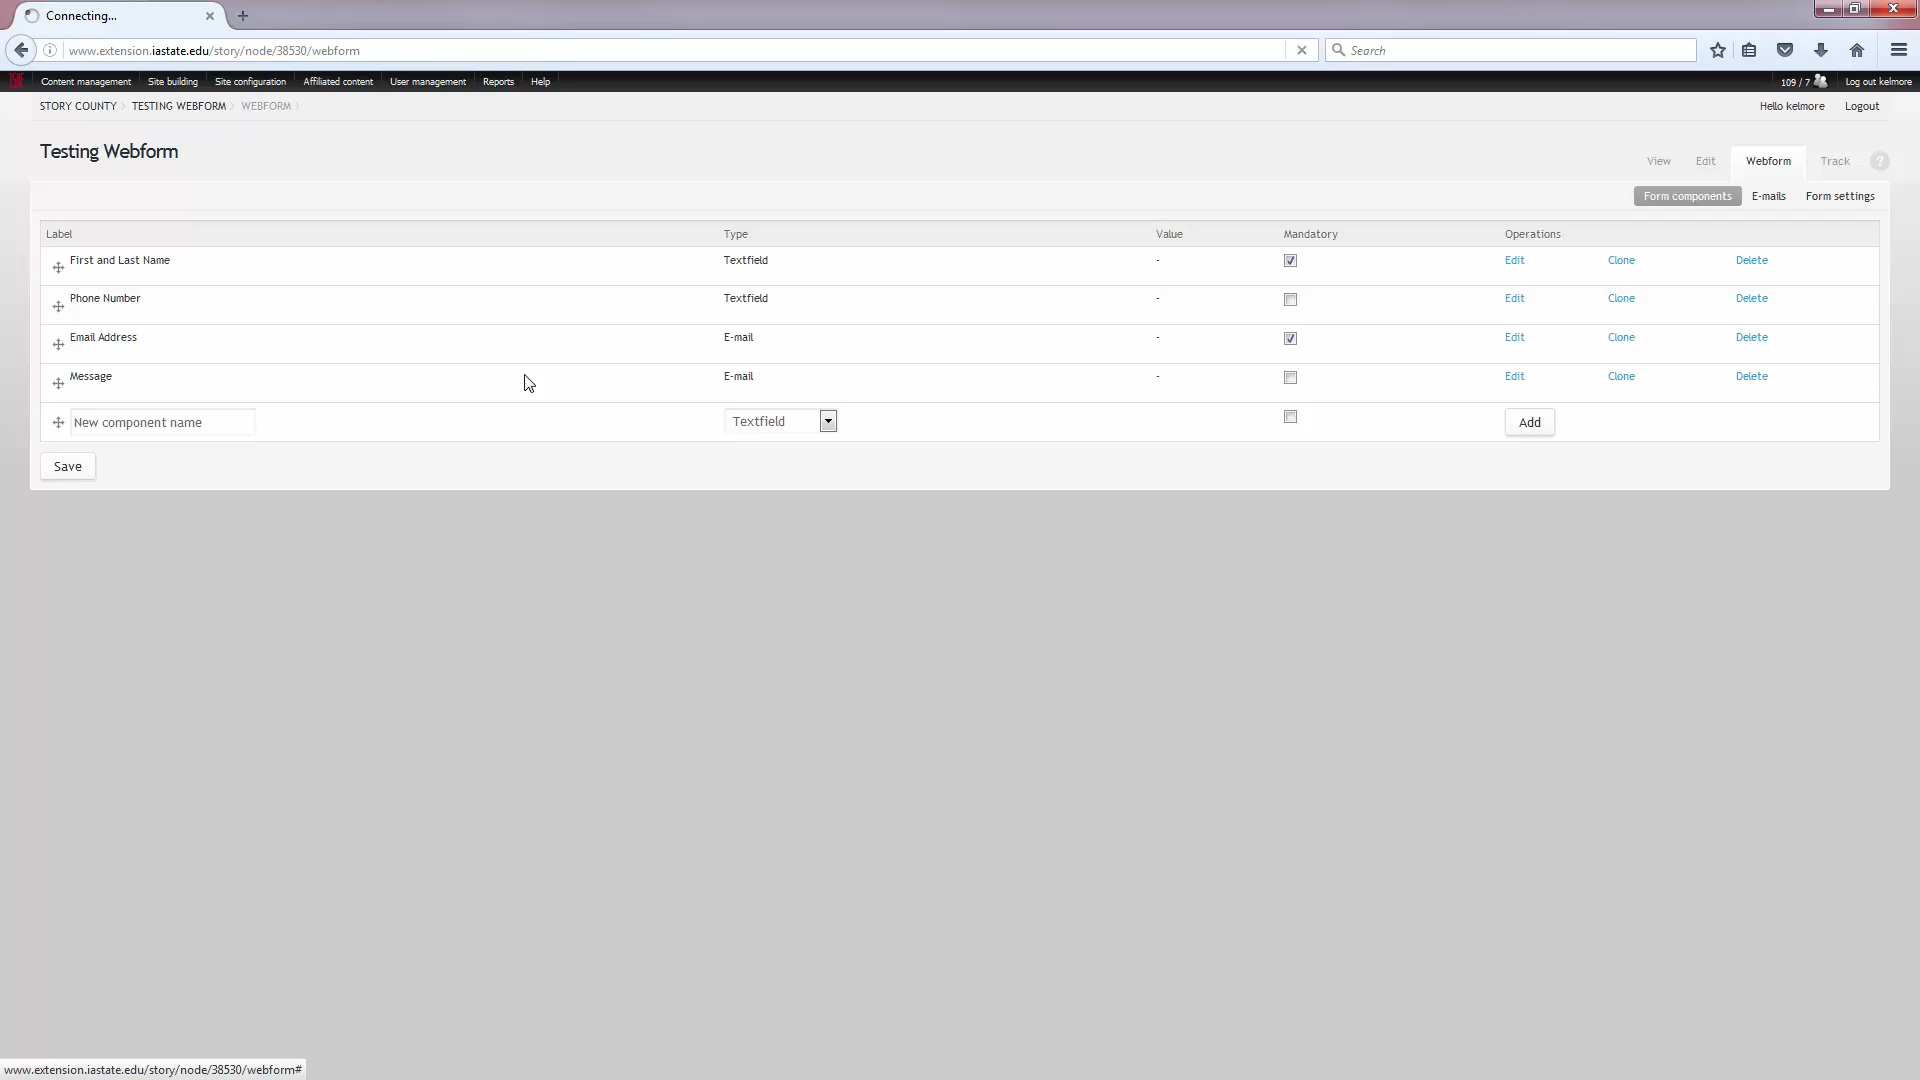 Connecting...
www.extension.iastate.edu/story/node/38530/webform
Search
Content management Site building Site configuration Affiliated content User management Reports Help
109 / 7 Log out kelmore
STORY COUNTY TESTING WEBFORM WEBFORM
Hello kelmore Logout
Testing Webform
View Edit Webform Track ?
Form components E-mails Form settings
Label Type Value Mandatory Operations
First and Last Name Textfield - Edit Clone Delete
Phone Number Textfield - Edit Clone Delete
Email Address E-mail - Edit Clone Delete
Message E-mail - Edit Clone Delete
New component name Textfield Add
Save
www.extension.iastate.edu/story/node/38530/webform#